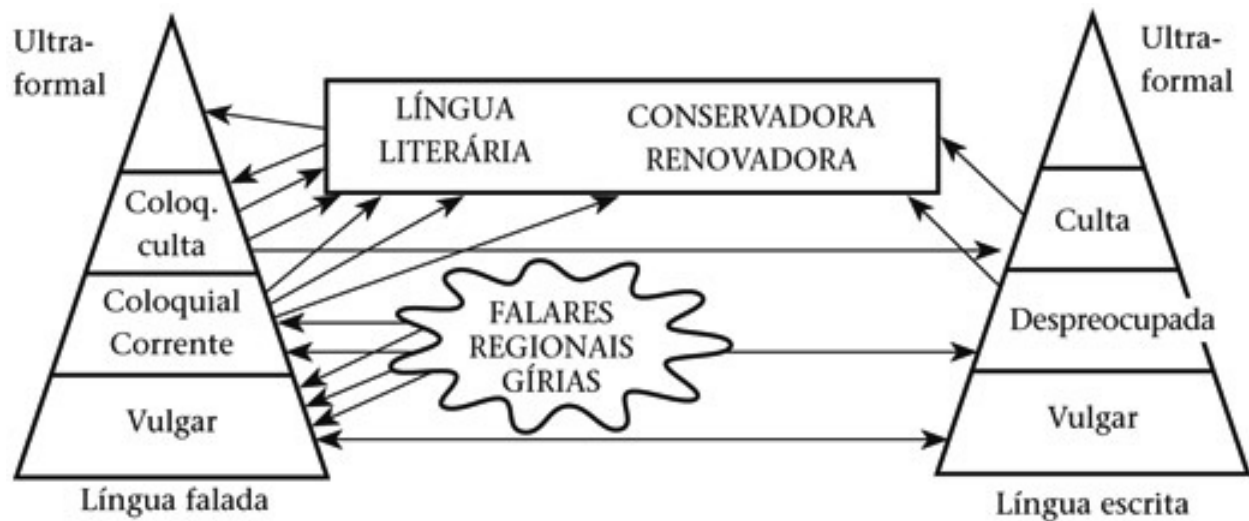 Ultra-
formal
Coloq.
culta
Coloquial
Corrente
Vulgar
Língua falada
LÍNGUA
LITERÁRIA
CONSERVADORA
RENOVADORA
FALARES
REGIONAIS
GÍRIAS
Ultra-
formal
Culta
Despreocupada
Vulgar
Língua escrita